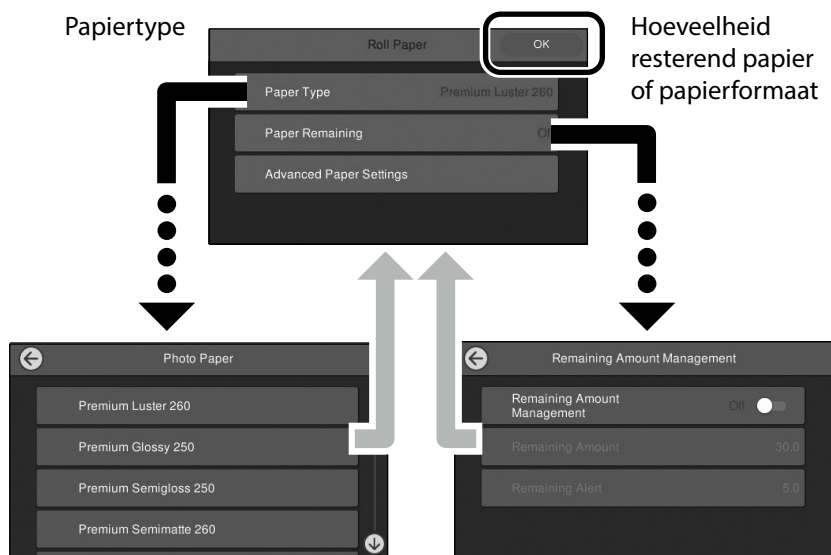 Papiertype
Hoeveelheid
resterend papier
of papierformaat
Roll Paper OK
Paper Type Premium Luster 260
Paper Remaining
Advanced Paper Settings
Photo Paper
Premium Luster 260
Premium Glossy 250
Premium Semigloss 250
Premium Semimatte 260
Remaining Amount Management
Remaining Amount
Management
Off
Remaining Amount 30.0
Remaining Alert 5.0